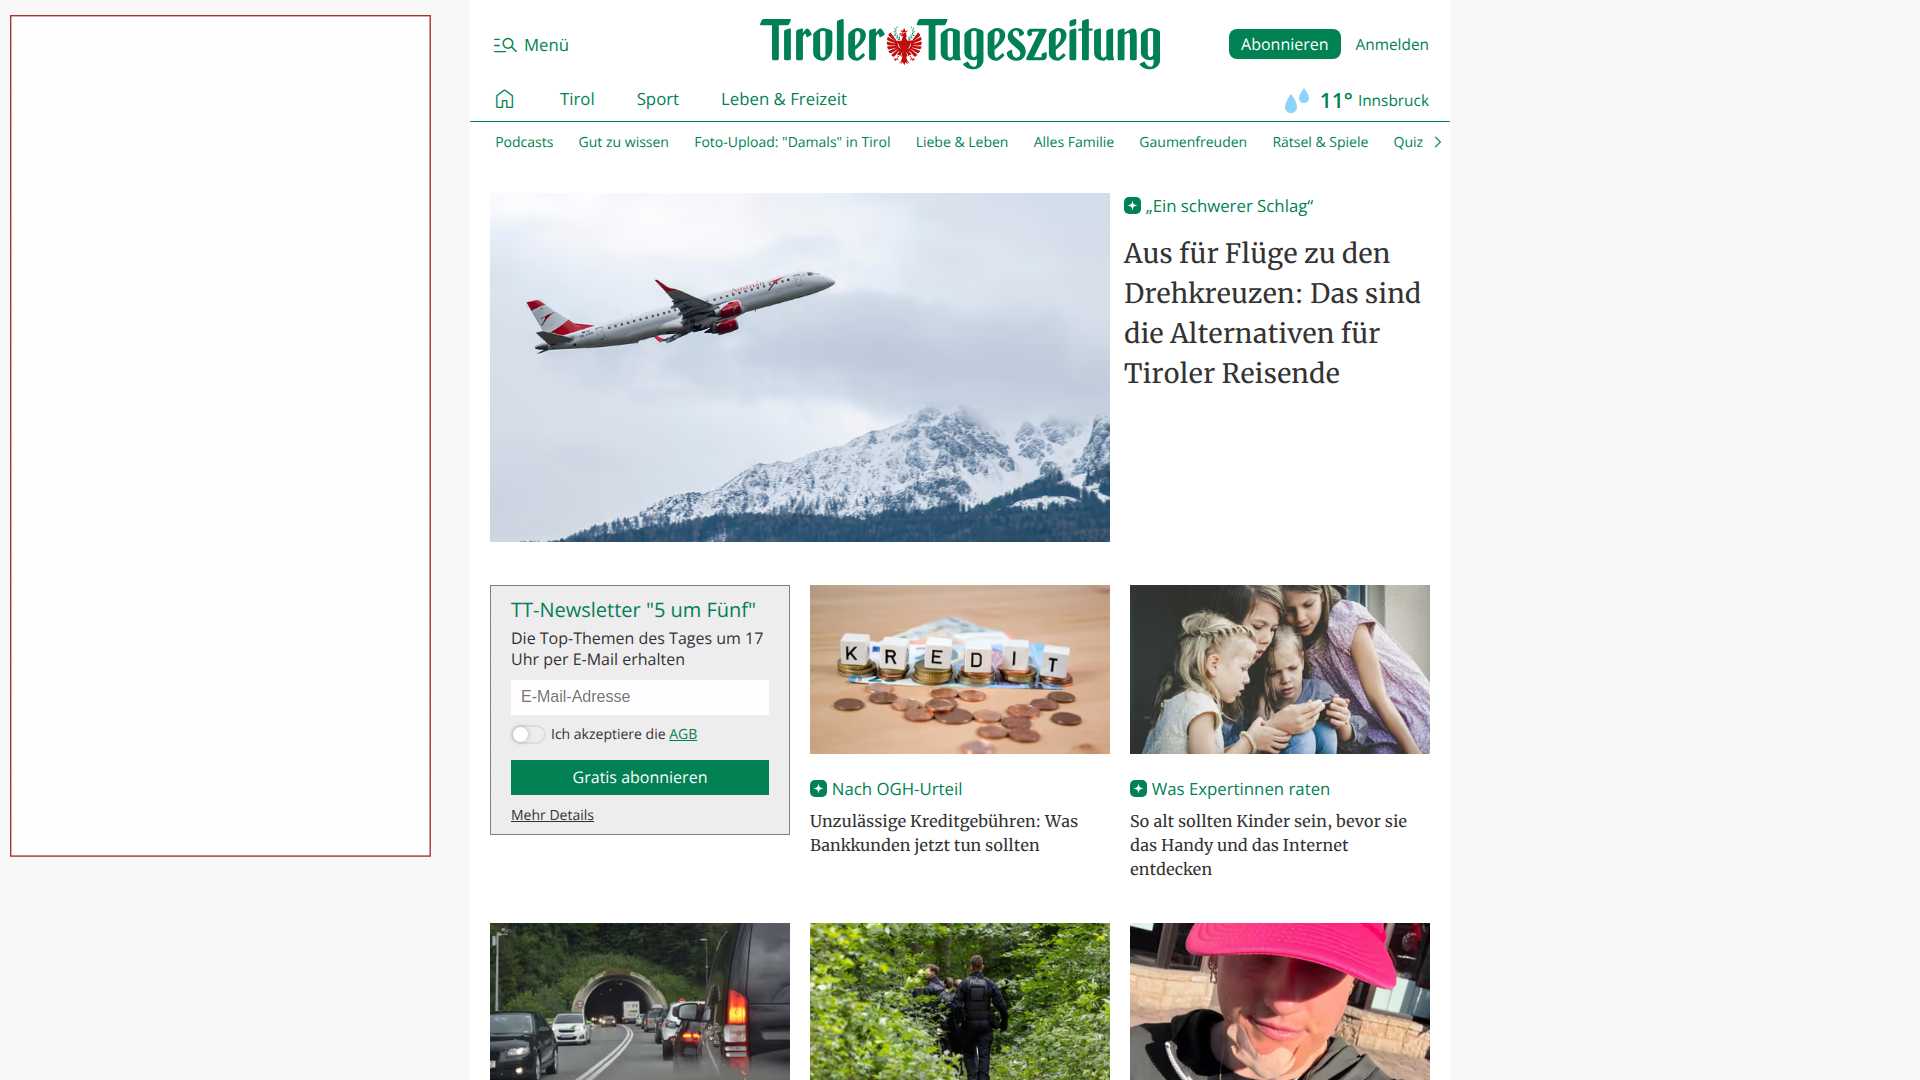 Menü
Tiroler Tageszeitung
Abonnieren
Anmelden
Tirol
Sport
Leben & Freizeit
11° Innsbruck
Podcasts
Gut zu wissen
Foto-Upload: "Damals" in Tirol
Liebe & Leben
Alles Familie
Gaumenfreuden
Rätsel & Spiele
Quiz
Austrian
„Ein schwerer Schlag“
Aus für Flüge zu den
Drehkreuzen: Das sind
die Alternativen für
Tiroler Reisende
TT-Newsletter "5 um Fünf"
Die Top-Themen des Tages um 17
Uhr per E-Mail erhalten
E-Mail-Adresse
Ich akzeptiere die AGB
Gratis abonnieren
Mehr Details
KREDIT
Nach OGH-Urteil
Unzulässige Kreditgebühren: Was
Bankkunden jetzt tun sollten
Was Expertinnen raten
So alt sollten Kinder sein, bevor sie
das Handy und das Internet
entdecken